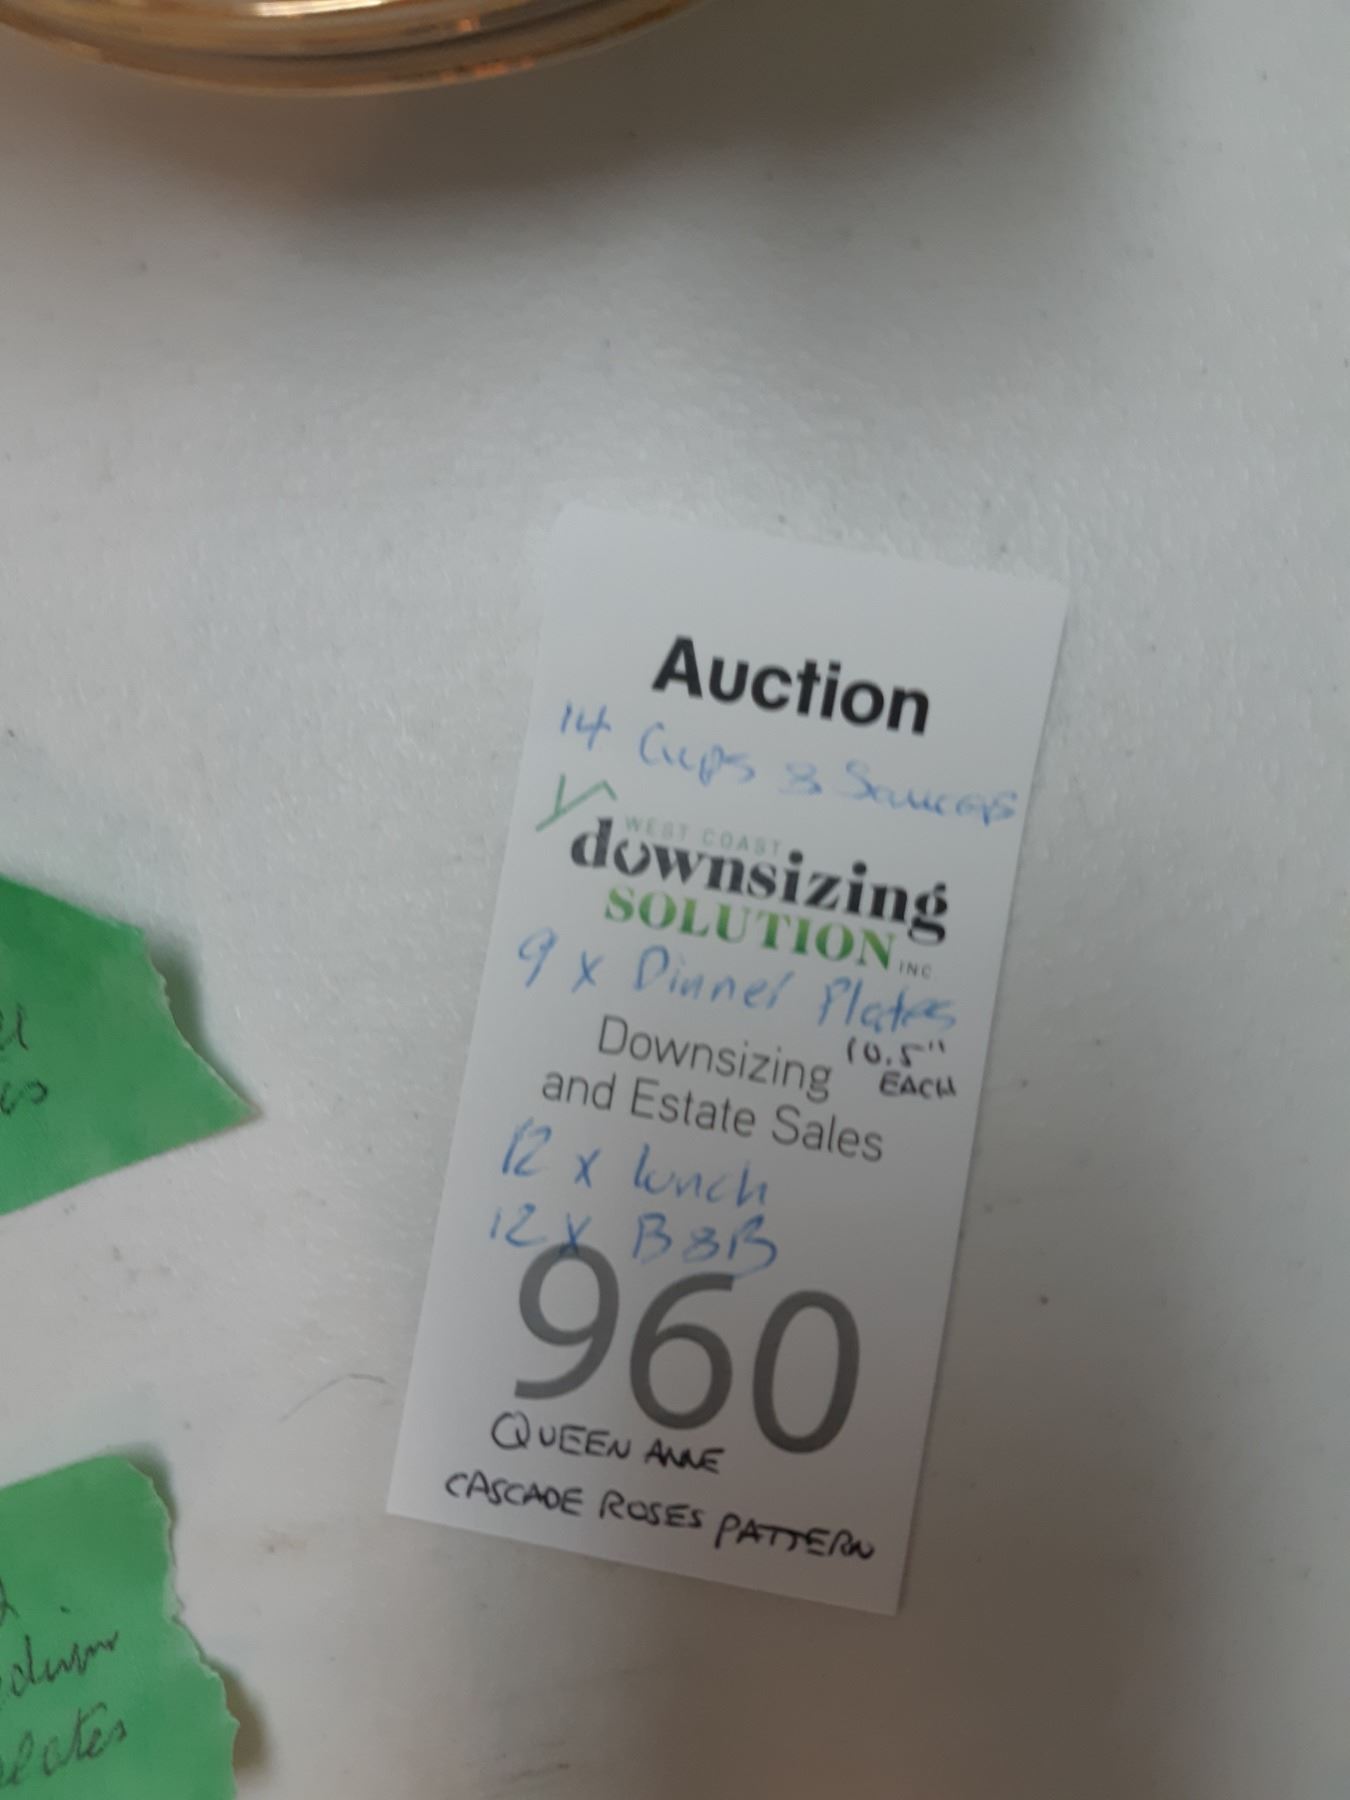 Auction
14 Cups & Saucers
WEST COAST
downsizing
SOLUTION INC
9 x Dinner Plates
10.5"
EACH
Downsizing
and Estate Sales
12 x lunch
12 x B&B
960
QUEEN ANNE
CASCADE ROSES PATTERN